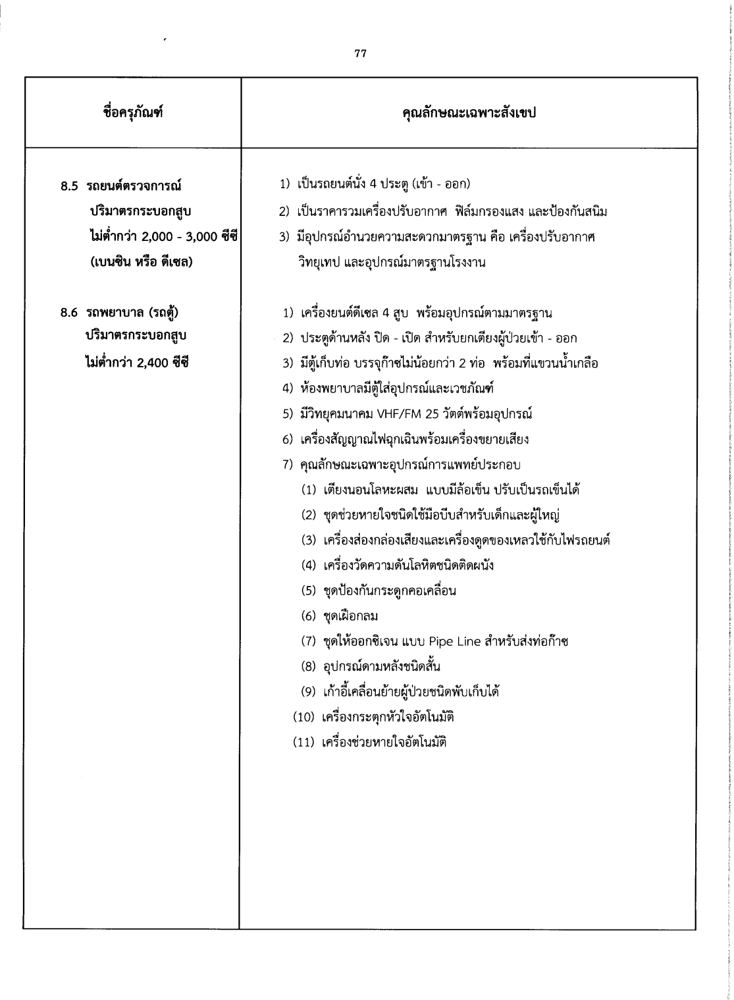 77
ชื่อครุภัณฑ์
คุณลักษณะเฉพาะสังเขป
8.5 รถยนต์ตรวจการณ์
ปริมาตรกระบอกสูบ
ไม่ต่ำกว่า 2,000 - 3,000 ซีซี
(เบนซิน หรือ ดีเซล)
1) เป็นรถยนต์นั่ง 4 ประตู (เข้า - ออก)
2) เป็นราคารวมเครื่องปรับอากาศ ฟิล์มกรองแสง และป้องกันสนิม
3) มีอุปกรณ์อำนวยความสะดวกมาตรฐาน คือ เครื่องปรับอากาศ
วิทยุเทป และอุปกรณ์มาตรฐานโรงงาน
8.6 รถพยาบาล (รถตู้)
ปริมาตรกระบอกสูบ
ไม่ต่ำกว่า 2,400 ซีซี
1) เครื่องยนต์ดีเซล 4 สูบ พร้อมอุปกรณ์ตามมาตรฐาน
2) ประตูด้านหลัง ปิด - เปิด สำหรับยกเตียงผู้ป่วยเข้า - ออก
3) มีตู้เก็บท่อ บรรจุก๊าซไม่น้อยกว่า 2 ท่อ พร้อมที่แขวนน้ำเกลือ
4) ห้องพยาบาลมีตู้ใส่อุปกรณ์และเวชภัณฑ์
5) มีวิทยุคมนาคม VHF/FM 25 วัตต์พร้อมอุปกรณ์
6) เครื่องสัญญาณไฟฉุกเฉินพร้อมเครื่องขยายเสียง
7) คุณลักษณะเฉพาะอุปกรณ์การแพทย์ประกอบ
(1) เตียงนอนโลหะผสม แบบมีล้อเข็น ปรับเป็นรถเข็นได้
(2) ชุดช่วยหายใจชนิดใช้มือบีบสำหรับเด็กและผู้ใหญ่
(3) เครื่องส่องกล่องเสียงและเครื่องดูดของเหลวใช้กับไฟรถยนต์
(4) เครื่องวัดความดันโลหิตชนิดติดผนัง
(5) ชุดป้องกันกระดูกคอเคลื่อน
(6) ชุดเฝือกลม
(7) ชุดให้ออกซิเจน แบบ Pipe Line สำหรับส่งท่อก๊าซ
(8) อุปกรณ์ดามหลังชนิดสั้น
(9) เก้าอี้เคลื่อนย้ายผู้ป่วยชนิดพับเก็บได้
(10) เครื่องกระตุกหัวใจอัตโนมัติ
(11) เครื่องช่วยหายใจอัตโนมัติ